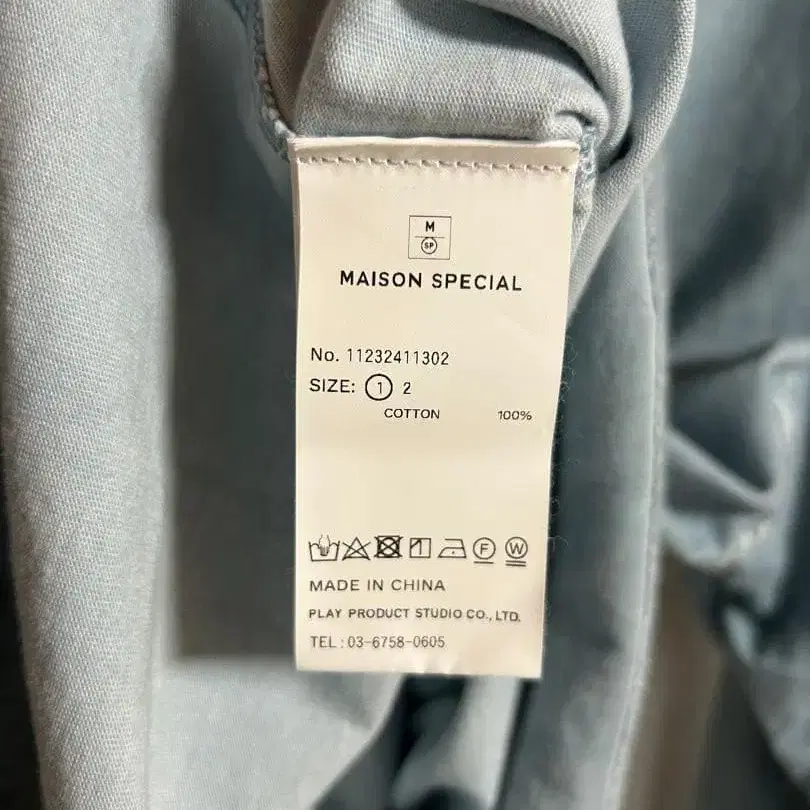 M
SP
MAISON SPECIAL
No. 11232411302
SIZE: 1 2
COTTON 100%
F W
MADE IN CHINA
PLAY PRODUCT STUDIO CO., LTD.
TEL : 03-6758-0605